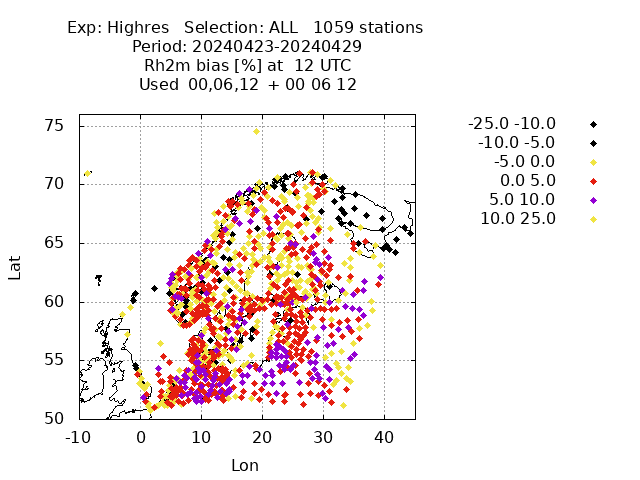 Exp: Highres   Selection: ALL   1059 stations
Period: 20240423-20240429
Rh2m bias [%] at  12 UTC
Used  00,06,12  + 00 06 12
-25.0 -10.0
-10.0 -5.0
-5.0 0.0
0.0 5.0
5.0 10.0
10.0 25.0
75
70
65
60
55
50
Lat
-10 0 10 20 30 40
Lon